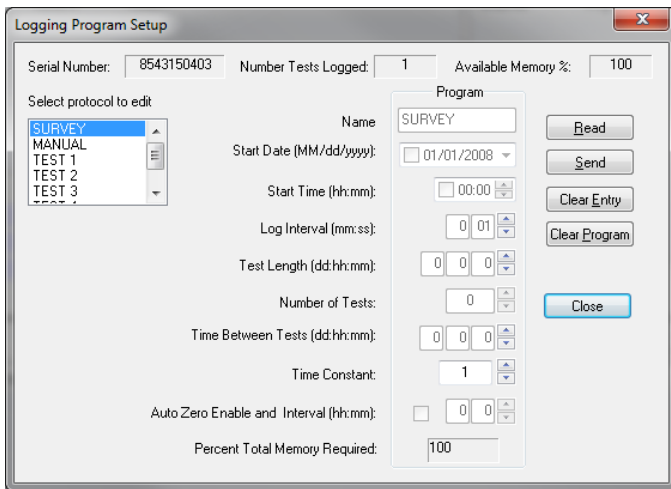 Logging Program Setup
Serial Number: 8543150403 Number Tests Logged: 1 Available Memory %: 100
Select protocol to edit
SURVEY
MANUAL
TEST 1
TEST 2
TEST 3
Program
Name SURVEY
Start Date (MM/dd/yyyy): 01/01/2008
Start Time (hh:mm): 00:00
Log Interval (mm:ss): 0 01
Test Length (dd:hh:mm): 0 0 0
Number of Tests: 0
Time Between Tests (dd:hh:mm): 0 0 0
Time Constant: 1
Auto Zero Enable and Interval (hh:mm): 0 0
Percent Total Memory Required: 100
Read
Send
Clear Entry
Clear Program
Close